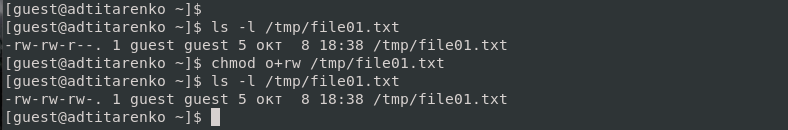 [guest@adtitarenko ~]$
[guest@adtitarenko ~]$ ls -l /tmp/file01.txt
-rw-rw-r--. 1 guest guest 5 окт  8 18:38 /tmp/file01.txt
[guest@adtitarenko ~]$ chmod o+rw /tmp/file01.txt
[guest@adtitarenko ~]$ ls -l /tmp/file01.txt
-rw-rw-rw-. 1 guest guest 5 окт  8 18:38 /tmp/file01.txt
[guest@adtitarenko ~]$